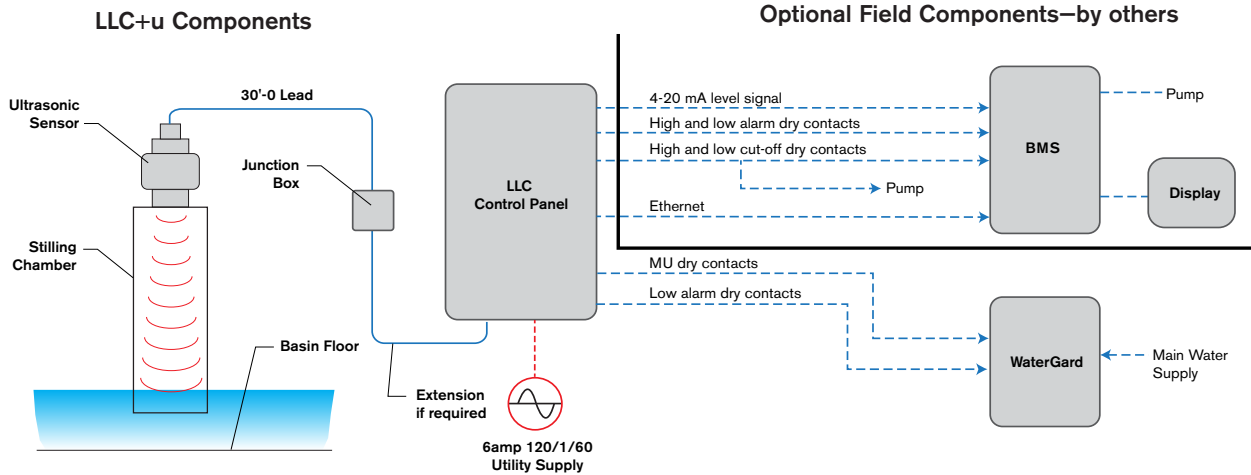 LLC+u Components
Optional Field Components—by others
30'-0 Lead
Ultrasonic
Sensor
Junction
Box
Stilling
Chamber
Basin Floor
Extension
if required
LLC
Control Panel
6amp 120/1/60
Utility Supply
4-20 mA level signal
High and low alarm dry contacts
High and low cut-off dry contacts
Pump
Ethernet
BMS
Pump
Display
MU dry contacts
Low alarm dry contacts
WaterGard
Main Water
Supply